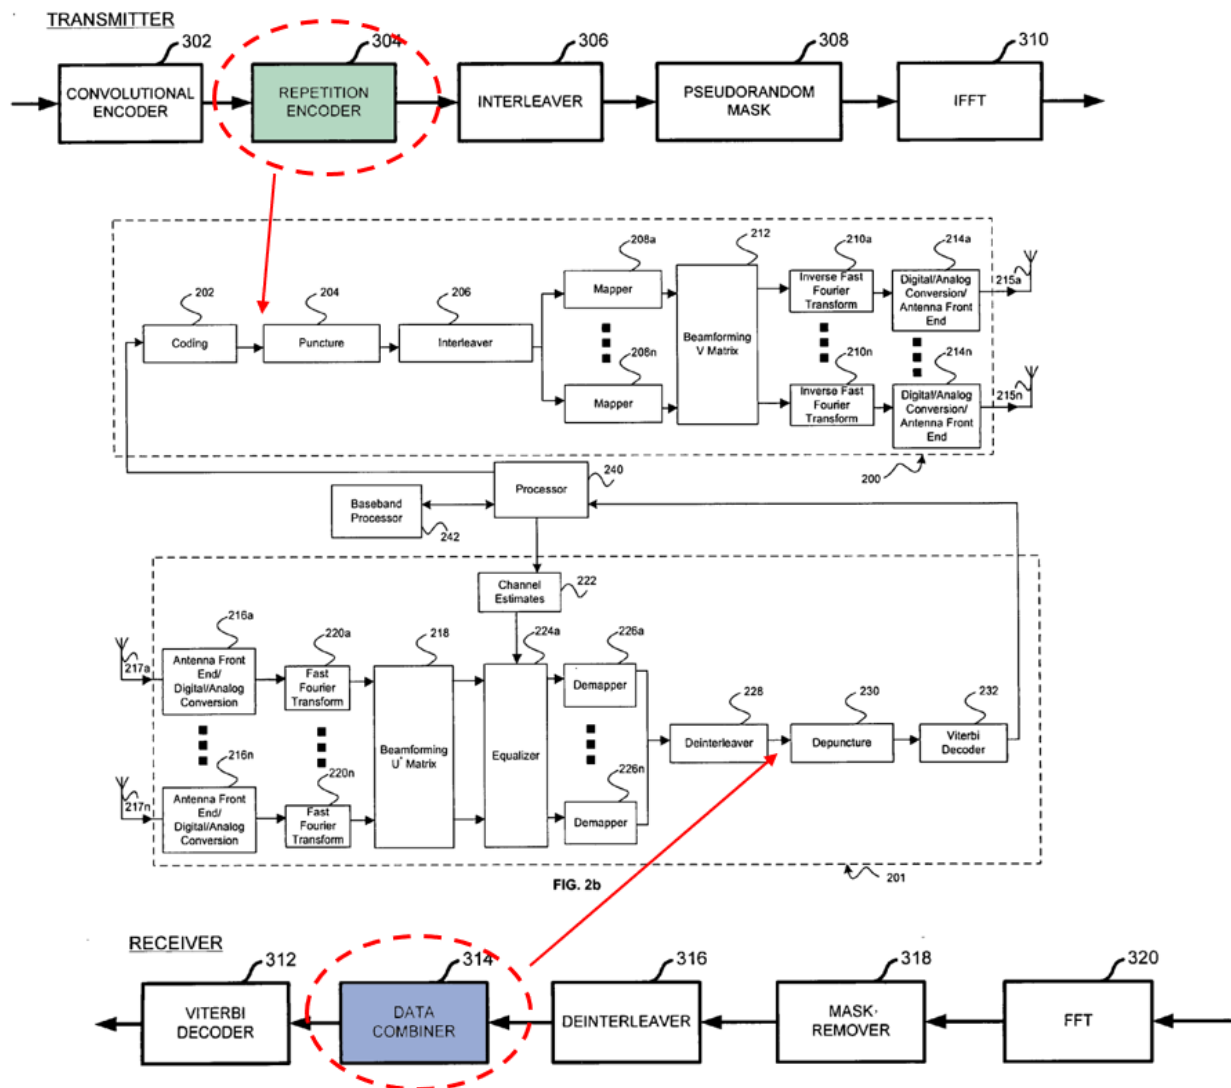 TRANSMITTER
302
304
306
308
310
CONVOLUTIONAL
ENCODER
REPETITION
ENCODER
INTERLEAVER
PSEUDORANDOM
MASK
IFFT
202
204
206
208a
212
210a
214a
215a
Coding
Puncture
Interleaver
Mapper
Beamforming
V Matrix
Inverse Fast
Fourier
Transform
Digital/Analog
Conversion/
Antenna Front
End
208n
210n
214n
215n
Mapper
Inverse Fast
Fourier
Transform
Digital/Analog
Conversion/
Antenna Front
End
200
240
Processor
Baseband
Processor
242
Channel
Estimates
222
216a
220a
218
224a
226a
217a
Antenna Front
End/
Digital/Analog
Conversion
Fast
Fourier
Transform
Beamforming
U* Matrix
Equalizer
Demapper
228
230
232
Deinterleaver
Depuncture
Viterbi
Decoder
216n
220n
226n
217n
Antenna Front
End/
Digital/Analog
Conversion
Fast
Fourier
Transform
Demapper
201
FIG. 2b
RECEIVER
312
314
316
318
320
VITERBI
DECODER
DATA
COMBINER
DEINTERLEAVER
MASK-
REMOVER
FFT